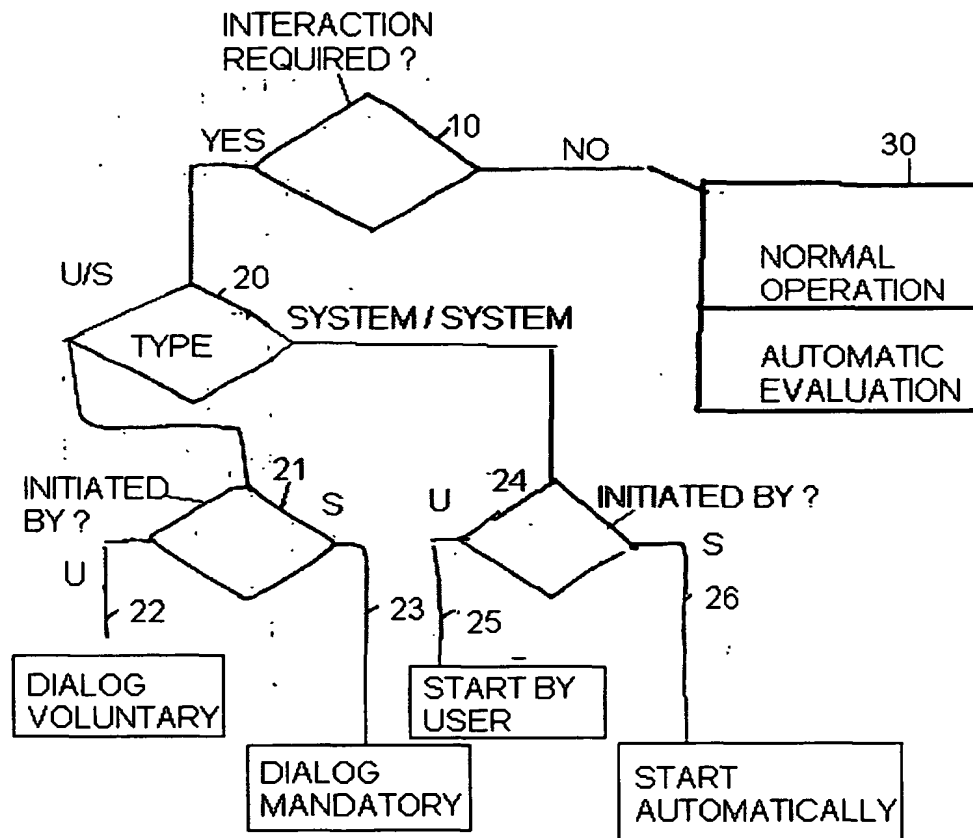 INTERACTION
REQUIRED ?
10
YES
NO
30
NORMAL
OPERATION
AUTOMATIC
EVALUATION
U/S
20
TYPE
SYSTEM / SYSTEM
INITIATED
BY ?
21
S
U
22
23
DIALOG
VOLUNTARY
DIALOG
MANDATORY
24
U
INITIATED BY ?
S
25
26
START BY
USER
START
AUTOMATICALLY